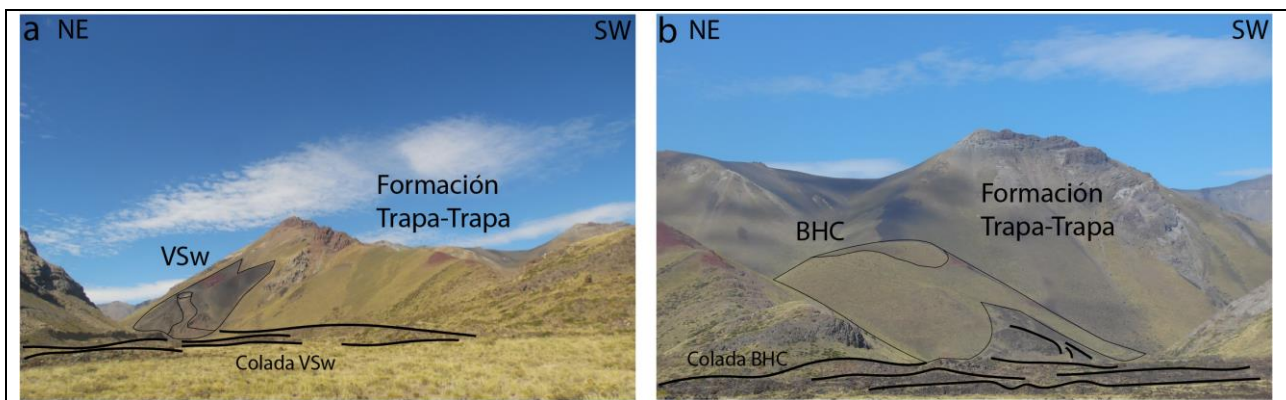 a NE
SW
Formación
Trapa-Trapa
VSw
Colada VSw
b NE
SW
Formación
Trapa-Trapa
BHC
Colada BHC